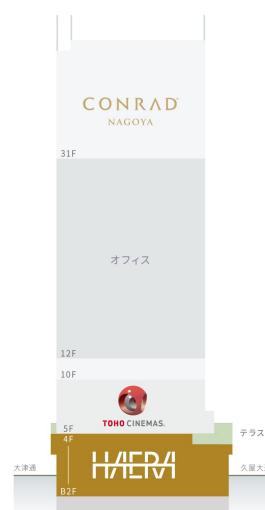 CONRAD
NAGOYA
31F
オフィス
12F
10F
TOHO CINEMAS.
5F
テラス
4F
HAERA
大津通
久屋大
B2F